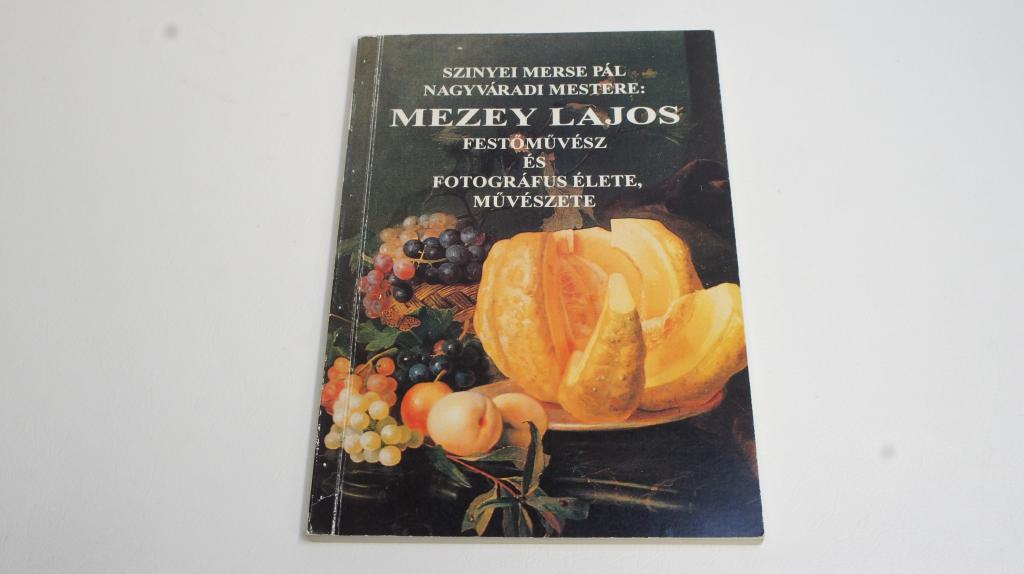 SZINYEI MERSE PÁL
NAGYVÁRADI MESTERE:
MEZEY LAJOS
FESTŐMŰVÉSZ
ÉS
FOTOGRÁFUS ÉLETE,
MŰVÉSZETE